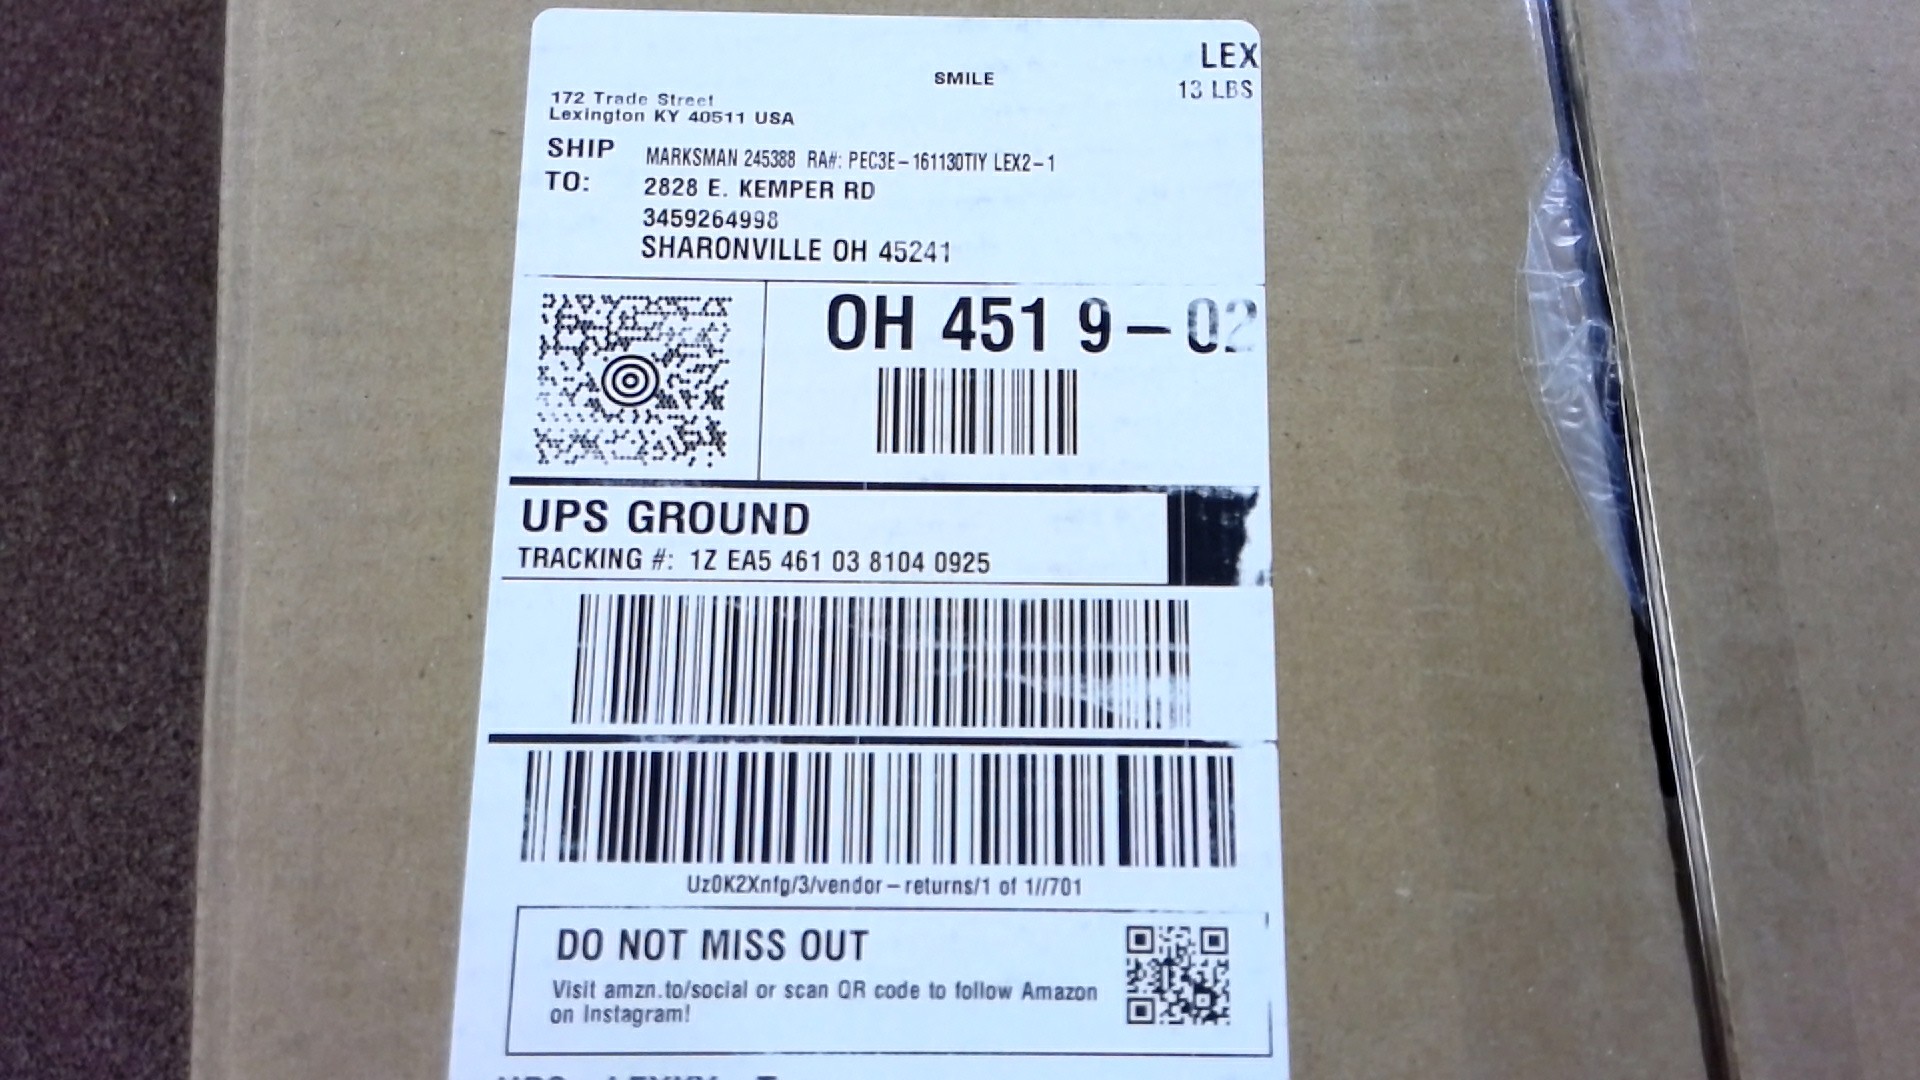 LEX
SMILE
13 LBS
172 Trade Street
Lexington KY 40511 USA
SHIP TO:
MARKSMAN 245388 RA#: PEC3E-161130TIY LEX2-1
2828 E. KEMPER RD
3459264998
SHARONVILLE OH 45241
OH 451 9-02
UPS GROUND
TRACKING #: 1Z EA5 461 03 8104 0925
Uz0K2Xnfg/3/vendor-returns/1 of 1//701
DO NOT MISS OUT
Visit amzn.to/social or scan QR code to follow Amazon
on Instagram!